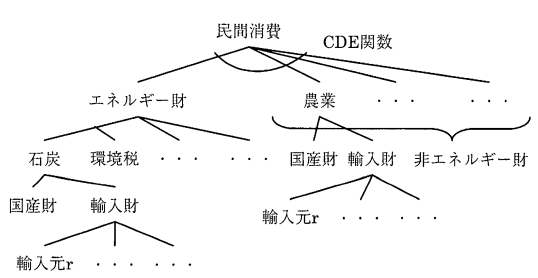 民間消費
CDE関数
エネルギー財 農業 ・・・ ・・・
石炭 環境税 ・・・ ・・・ 国産財 輸入財 非エネルギー財
国産財 輸入財
輸入元r ・・・ ・・・
輸入元r ・・・ ・・・